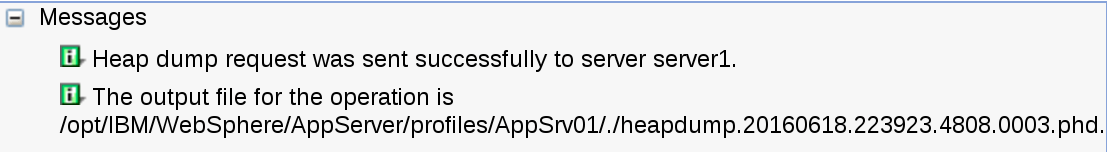 Messages
Heap dump request was sent successfully to server server1.
The output file for the operation is
/opt/IBM/WebSphere/AppServer/profiles/AppSrv01/./heapdump.20160618.223923.4808.0003.phd.